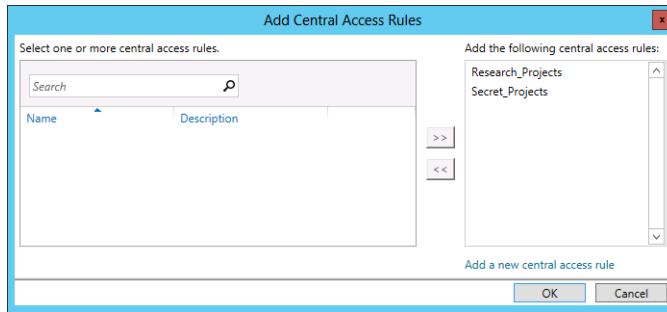 Add Central Access Rules
x
Select one or more central access rules.
Add the following central access rules:
Search
Name
Description
>>
<<
Research_Projects
Secret_Projects
Add a new central access rule
OK
Cancel